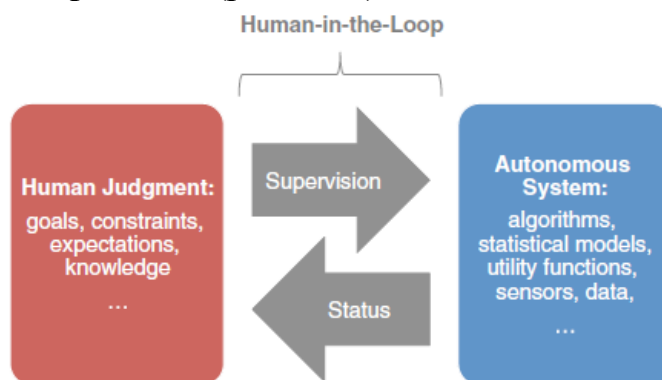 Human-in-the-Loop
Human Judgment:
goals, constraints,
expectations,
knowledge
...
Supervision
Status
Autonomous
System:
algorithms,
statistical models,
utility functions,
sensors, data,
...